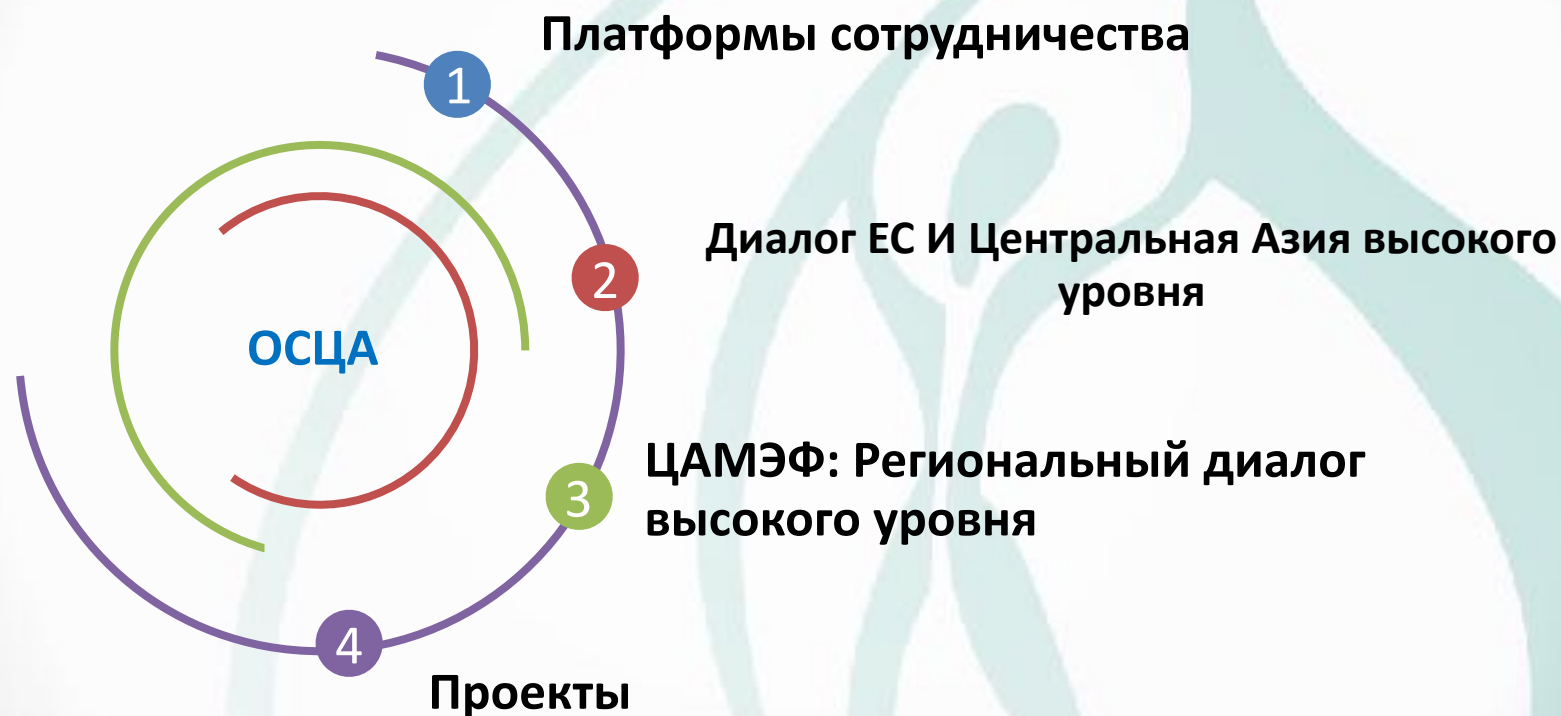 Платформы сотрудничества
1
Диалог ЕС И Центральная Азия высокого
уровня
2
ОСЦА
ЦАМЭФ: Региональный диалог
высокого уровня
3
4
Проекты